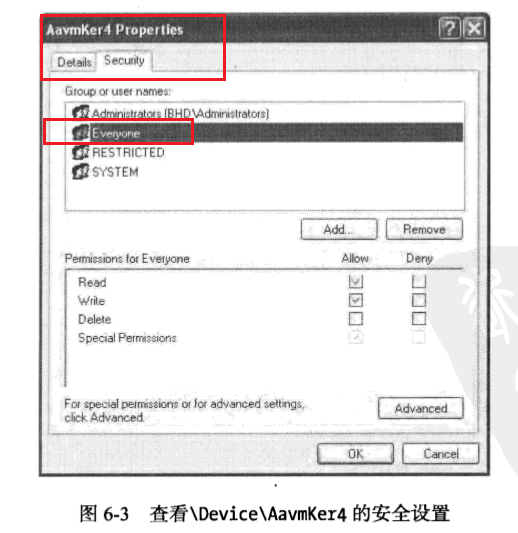 AavmKer4 Properties
Details Security
Group or user names:
Administrators (BHD\Administrators)
Everyone
RESTRICTED
SYSTEM
Add... Remove
Permissions for Everyone Allow Deny
Read
Write
Delete
Special Permissions
For special permissions or for advanced settings,
click Advanced. Advanced
OK Cancel
图 6-3 查看\Device\AavmKer4 的安全设置